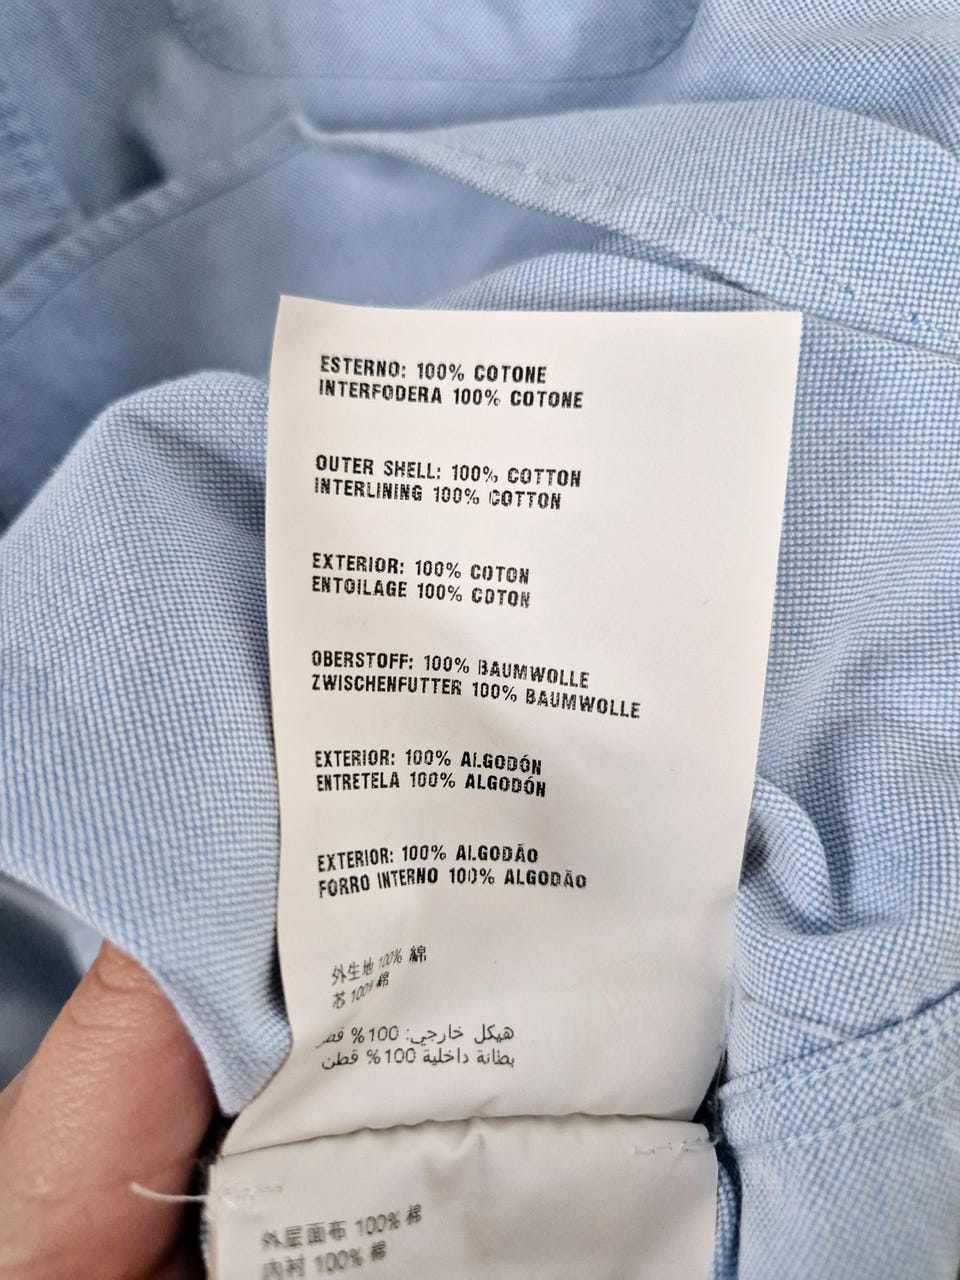 ESTERNO: 100% COTONE
INTERFODERA 100% COTONE
OUTER SHELL: 100% COTTON
INTERLINING 100% COTTON
EXTERIOR: 100% COTON
ENTOILAGE 100% COTON
OBERSTOFF: 100% BAUMWOLLE
ZWISCHENFUTTER 100% BAUMWOLLE
EXTERIOR: 100% ALGODÓN
ENTRETELA 100% ALGODÓN
EXTERIOR: 100% ALGODÃO
FORRO INTERNO 100% ALGODÃO
外生地 100% 綿
芯 100% 綿
هيكل خارجي: 100% قطن
بطانة داخلية 100% قطن
外层面布 100% 棉
内衬 100% 棉